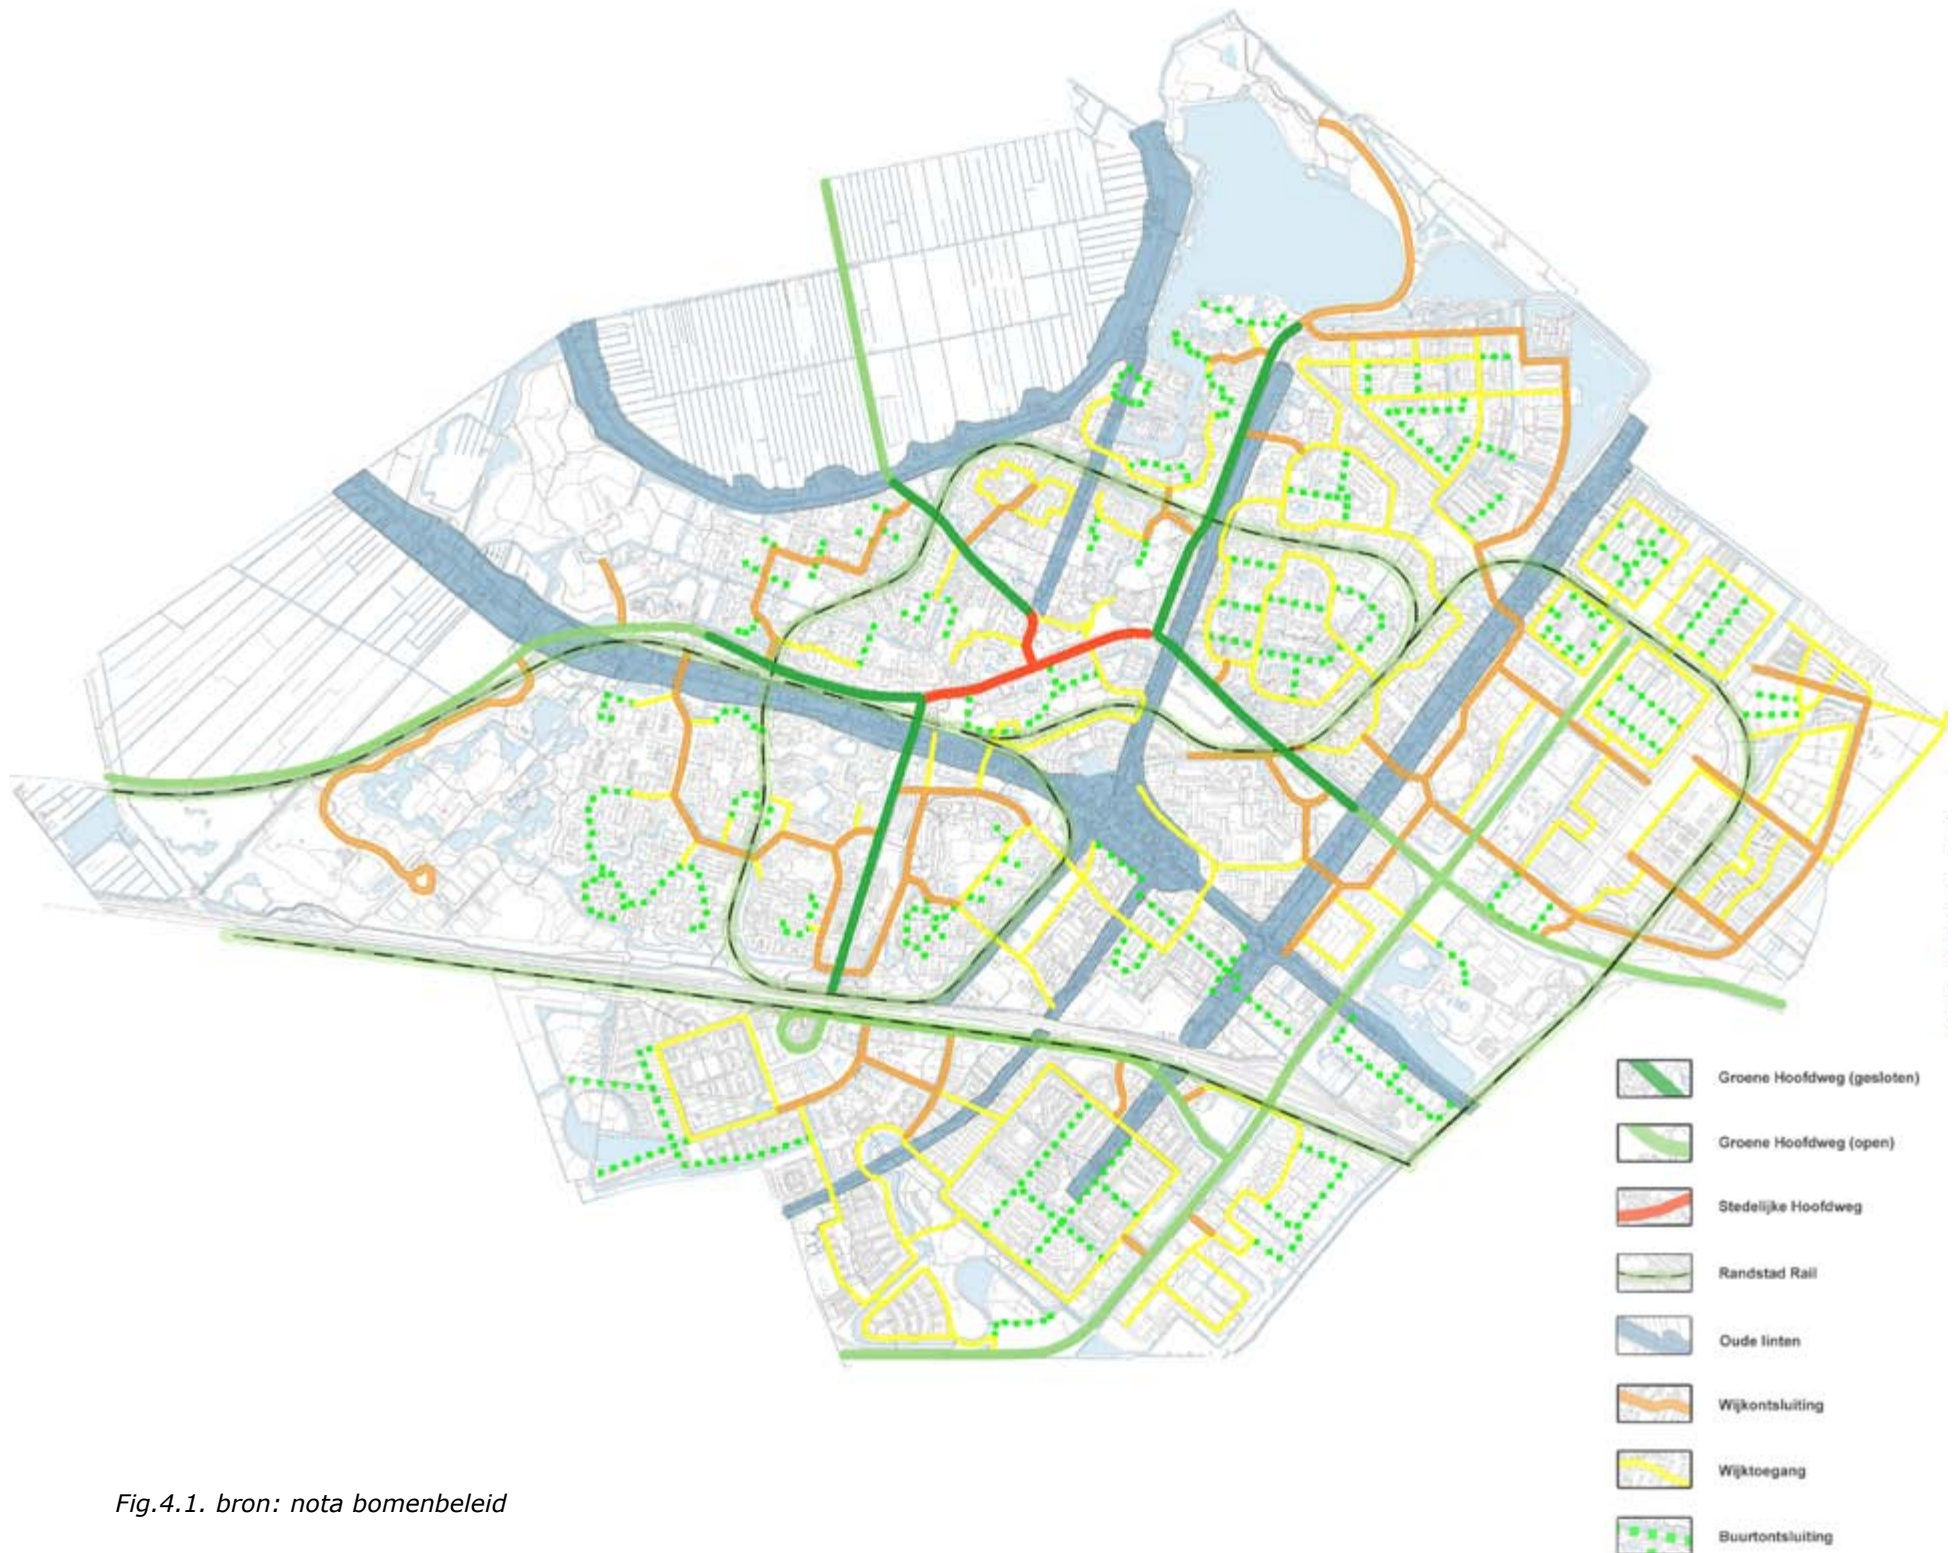 Groene Hoofdweg (gesloten)
Groene Hoofdweg (open)
Stedelijke Hoofdweg
Randstad Rail
Oude linten
Wijkontsluiting
Wijktoegang
Buurtontsluiting
Fig.4.1. bron: nota bomenbeleid